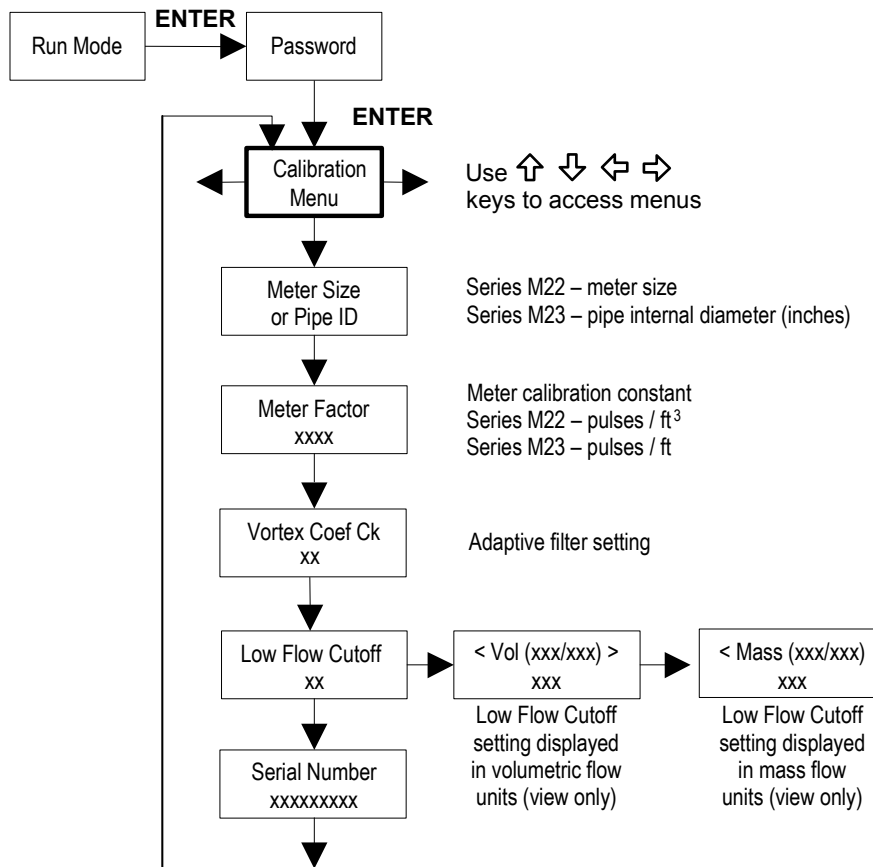 ENTER
Run Mode
Password
ENTER
Calibration
Menu
Use
keys to access menus
Meter Size
or Pipe ID
Series M22 – meter size
Series M23 – pipe internal diameter (inches)
Meter Factor
xxxx
Meter calibration constant
Series M22 – pulses / ft³
Series M23 – pulses / ft
Vortex Coef Ck
xx
Adaptive filter setting
Low Flow Cutoff
xx
< Vol (xxx/xxx) >
xxx
< Mass (xxx/xxx)
xxx
Low Flow Cutoff
setting displayed
in volumetric flow
units (view only)
Low Flow Cutoff
setting displayed
in mass flow
units (view only)
Serial Number
xxxxxxxxx